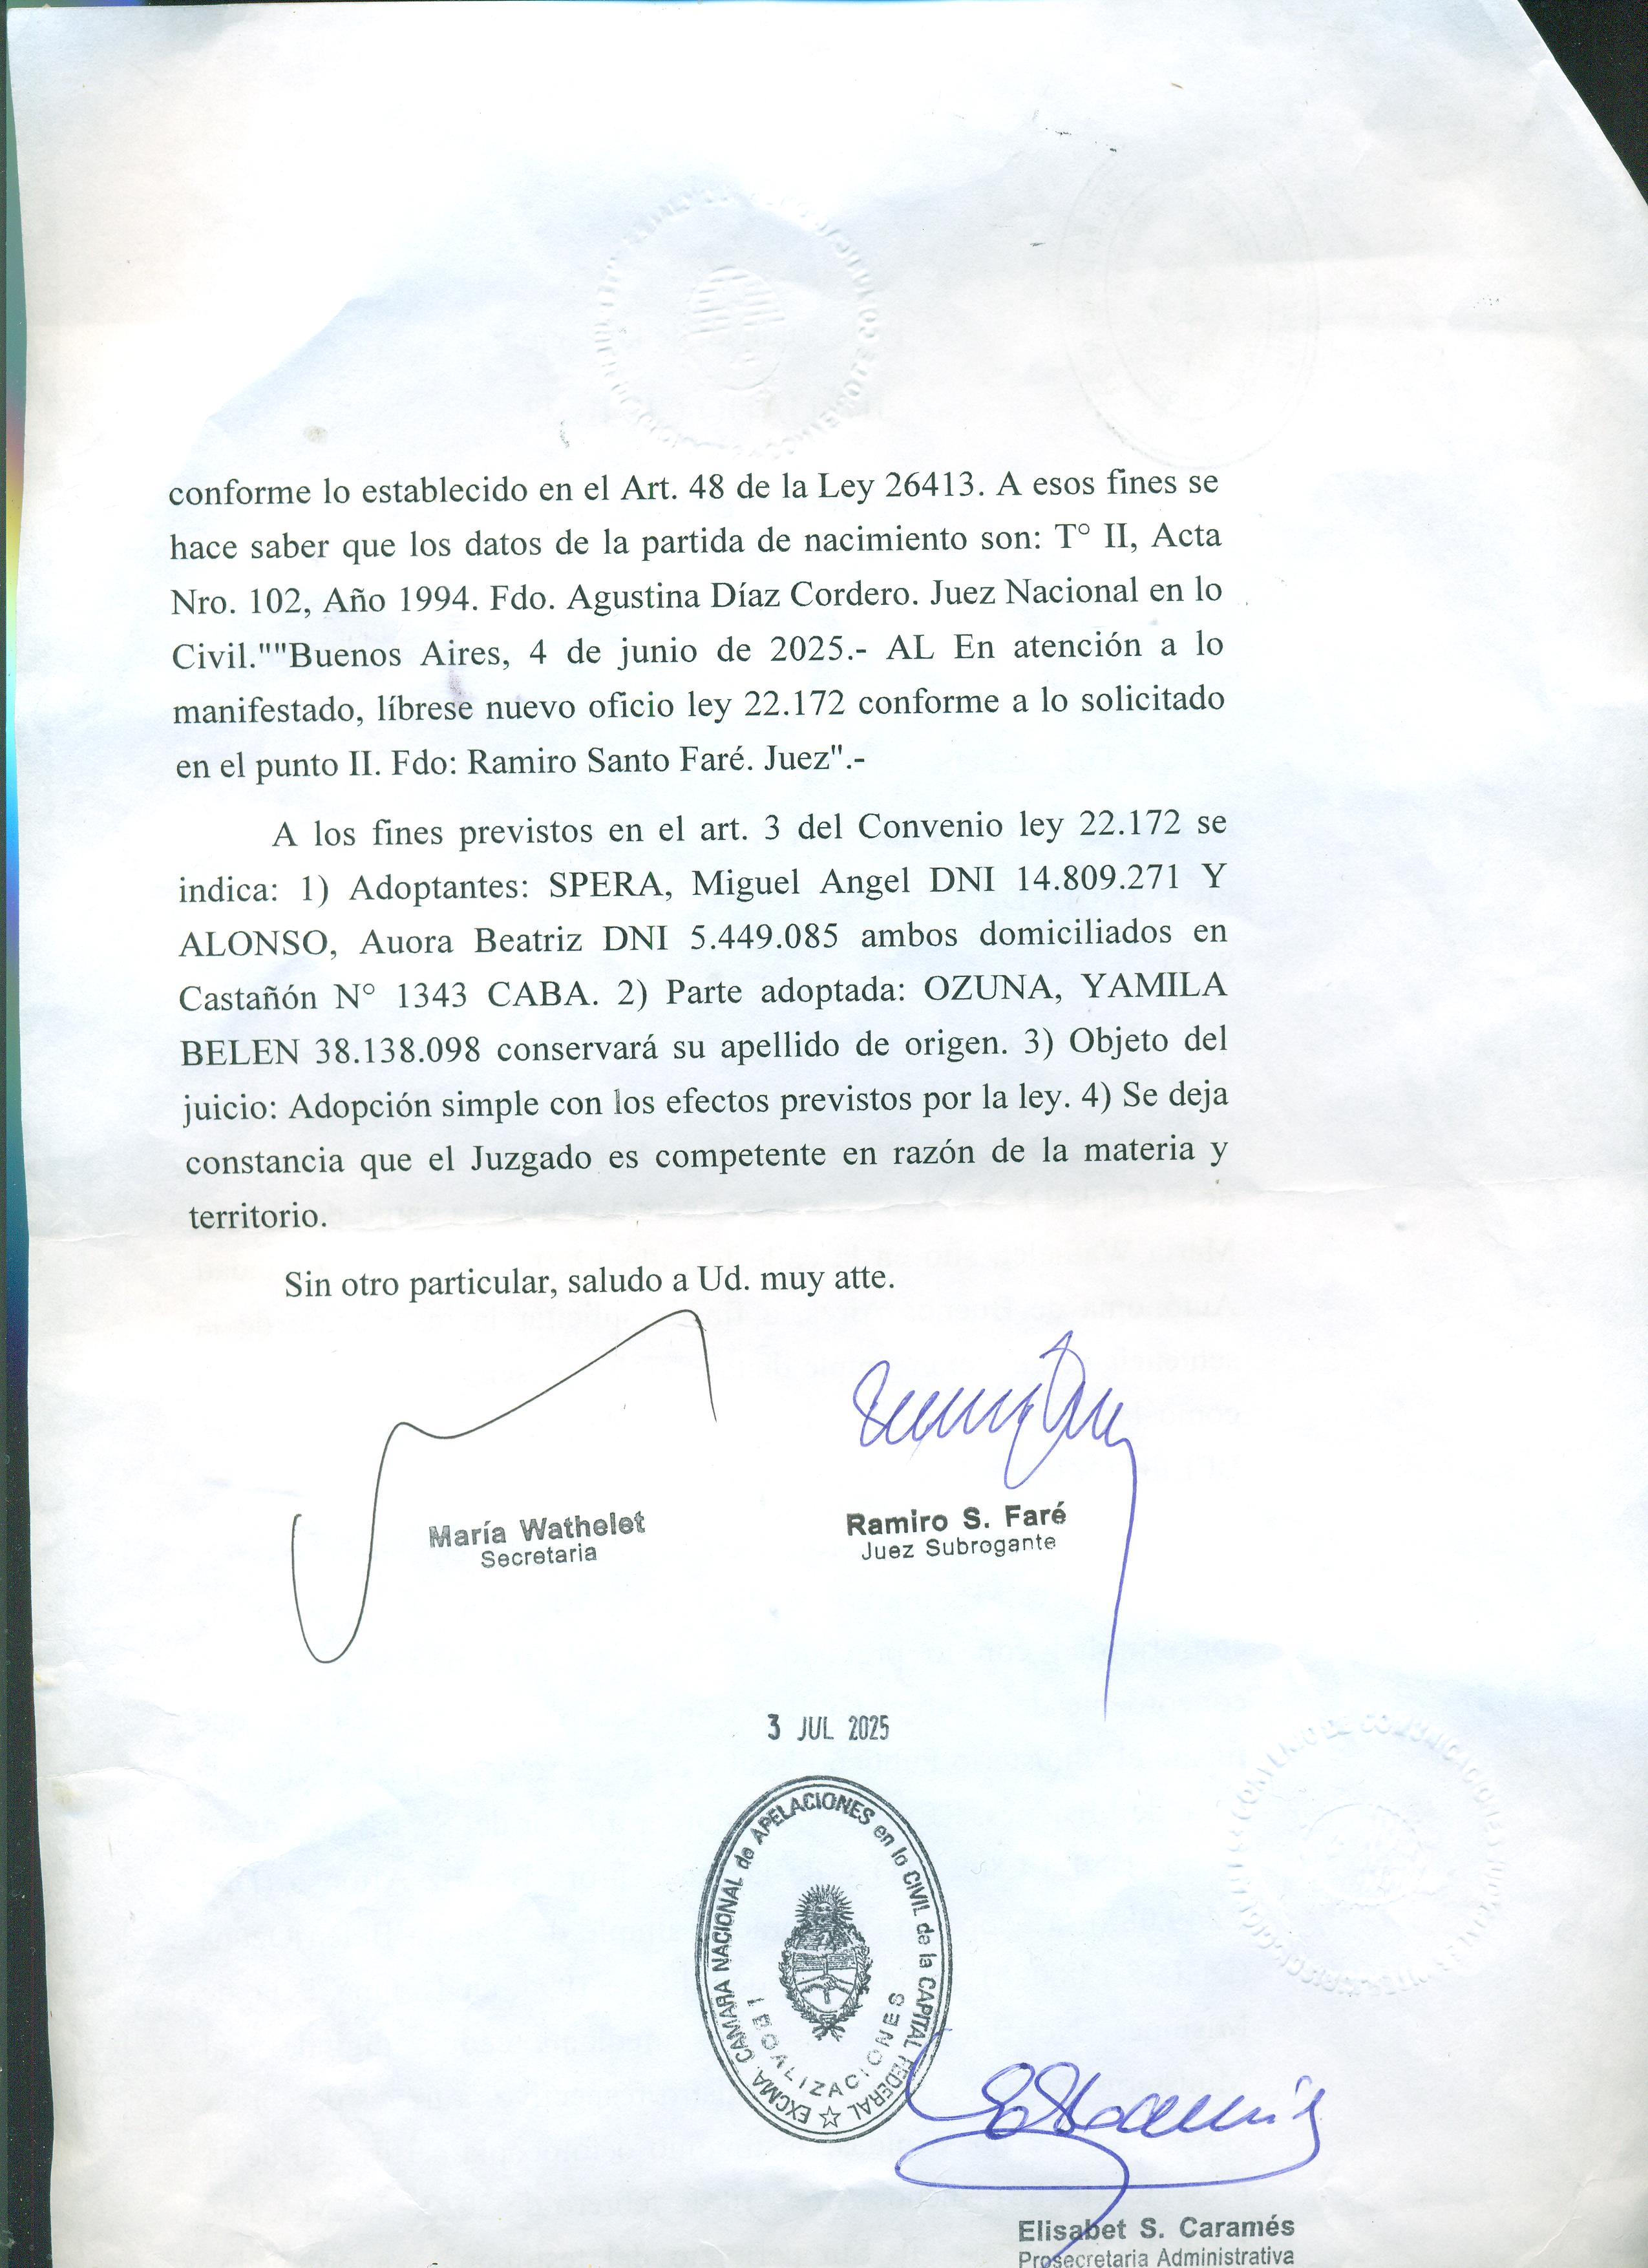 conforme lo establecido en el Art. 48 de la Ley 26413. A esos fines se
hace saber que los datos de la partida de nacimiento son: T° II, Acta
Nro. 102, Año 1994. Fdo. Agustina Díaz Cordero. Juez Nacional en lo
Civil.""Buenos Aires, 4 de junio de 2025.- AL En atención a lo
manifestado, líbrese nuevo oficio ley 22.172 conforme a lo solicitado
en el punto II. Fdo: Ramiro Santo Faré. Juez".-
A los fines previstos en el art. 3 del Convenio ley 22.172 se
indica: 1) Adoptantes: SPERA, Miguel Angel DNI 14.809.271 Y
ALONSO, Auora Beatriz DNI 5.449.085 ambos domiciliados en
Castañón N° 1343 CABA. 2) Parte adoptada: OZUNA, YAMILA
BELEN 38.138.098 conservará su apellido de origen. 3) Objeto del
juicio: Adopción simple con los efectos previstos por la ley. 4) Se deja
constancia que el Juzgado es competente en razón de la materia y
territorio.
Sin otro particular, saludo a Ud. muy atte.
María Wathelet
Secretaria
Ramiro S. Faré
Juez Subrogante
3 JUL 2025
EXCMA. CAMARA NACIONAL de APELACIONES en lo CIVIL de la CAPITAL FEDERAL
LEGALIZACIONES
Elisabet S. Caramés
Prosecretaria Administrativa